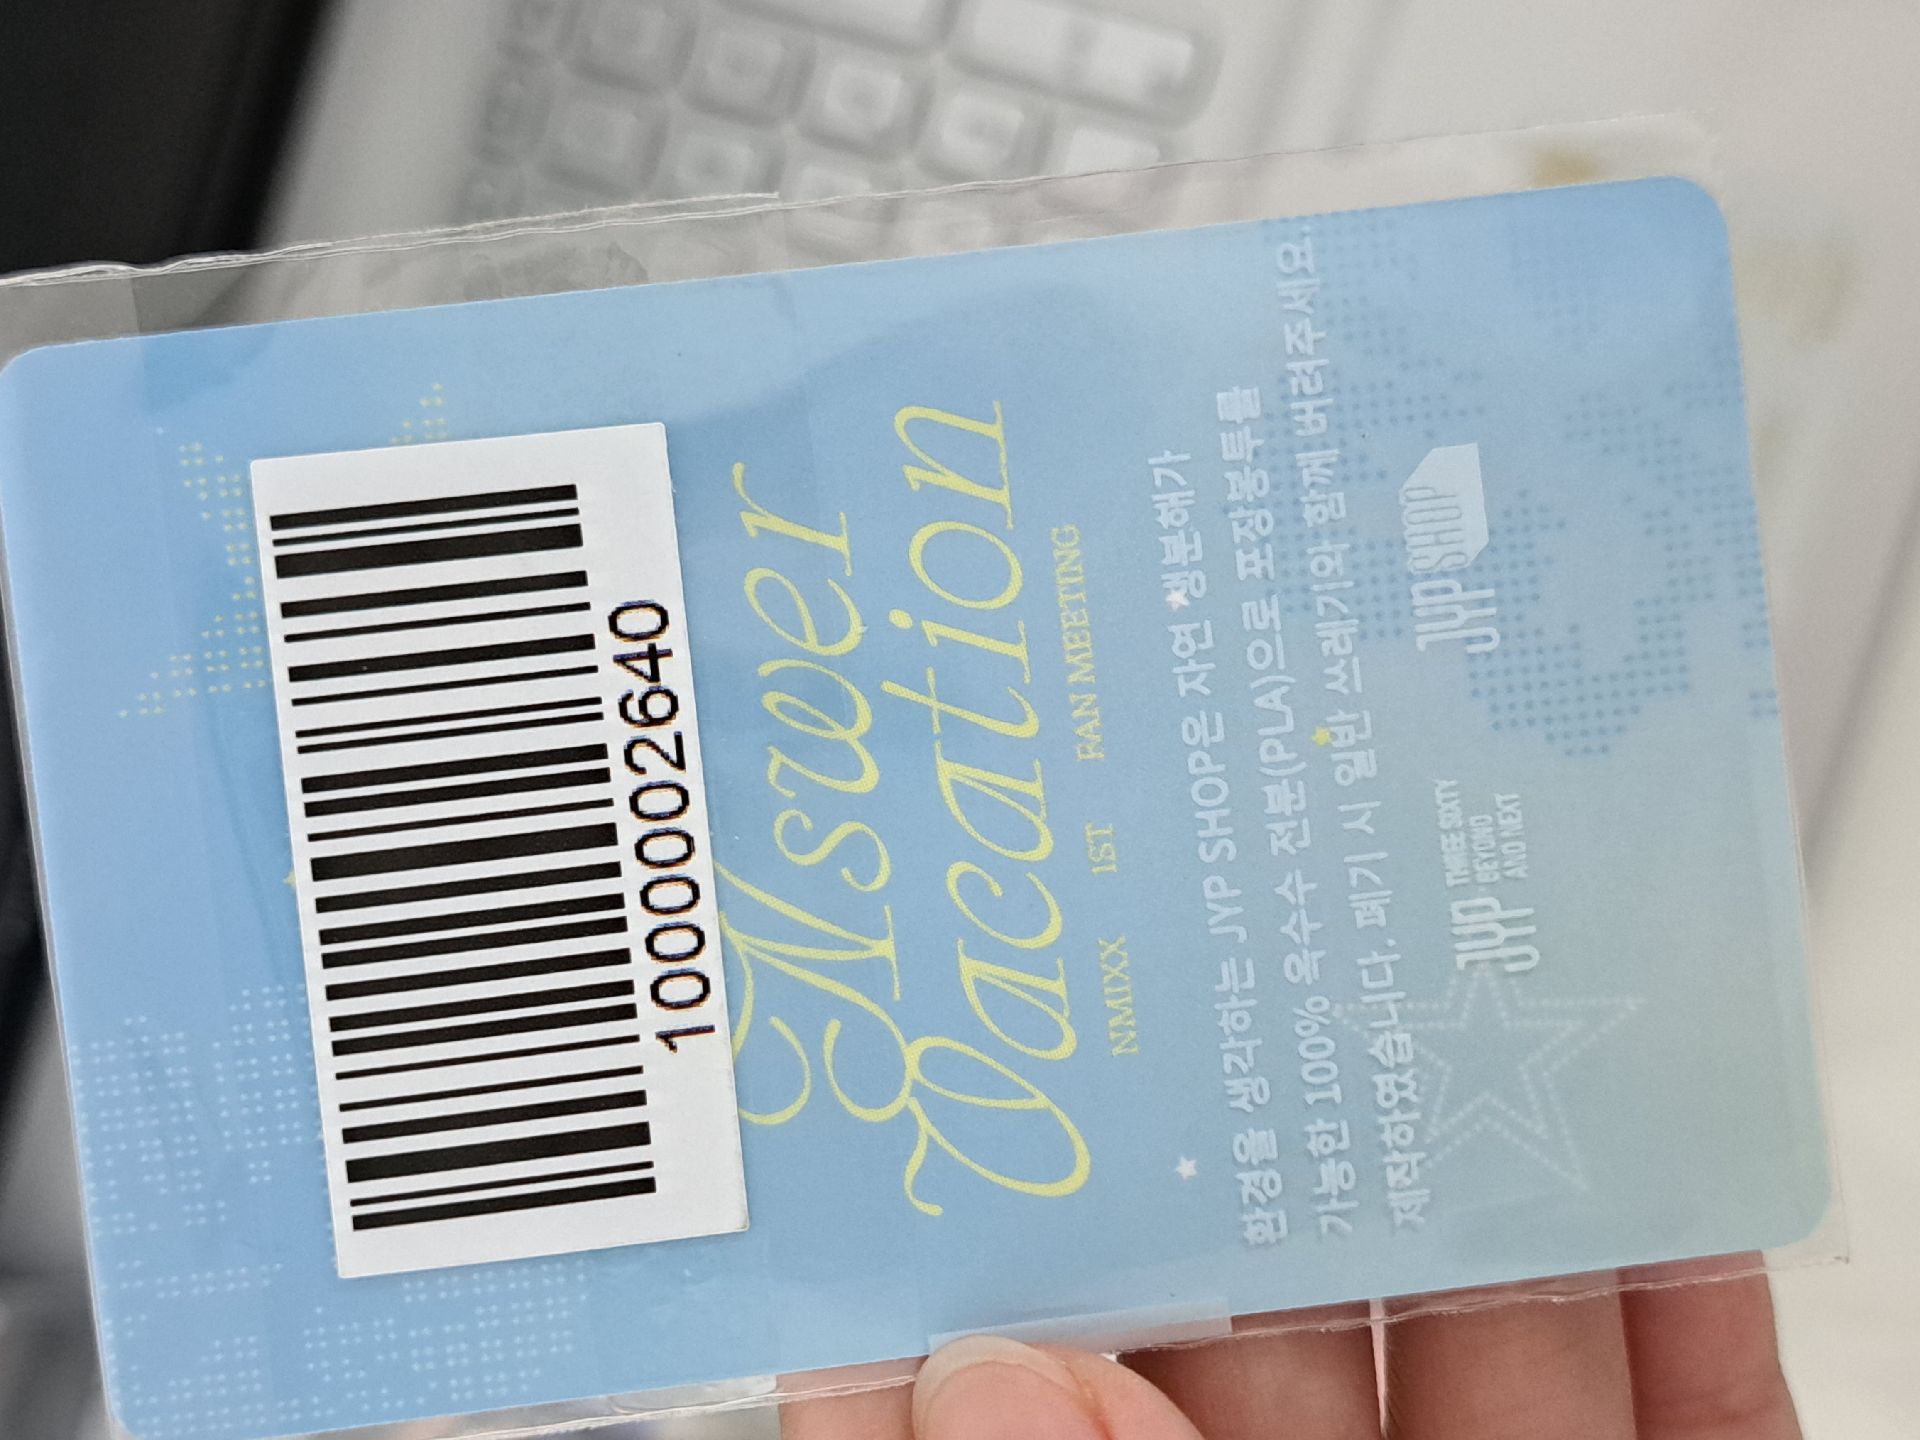 1000002640
NSWER
Vacation
NMIXX 1ST FAN MEETING
환경을 생각하는 JYP SHOP은 자연 생분해가
가능한 100% 옥수수 전분(PLA)으로 포장봉투를
제작하였습니다. 폐기 시 일반 쓰레기와 함께 버려주세요.
JYP THREE SIXTY
BEYOND
AND NEXT
JYP SHOP